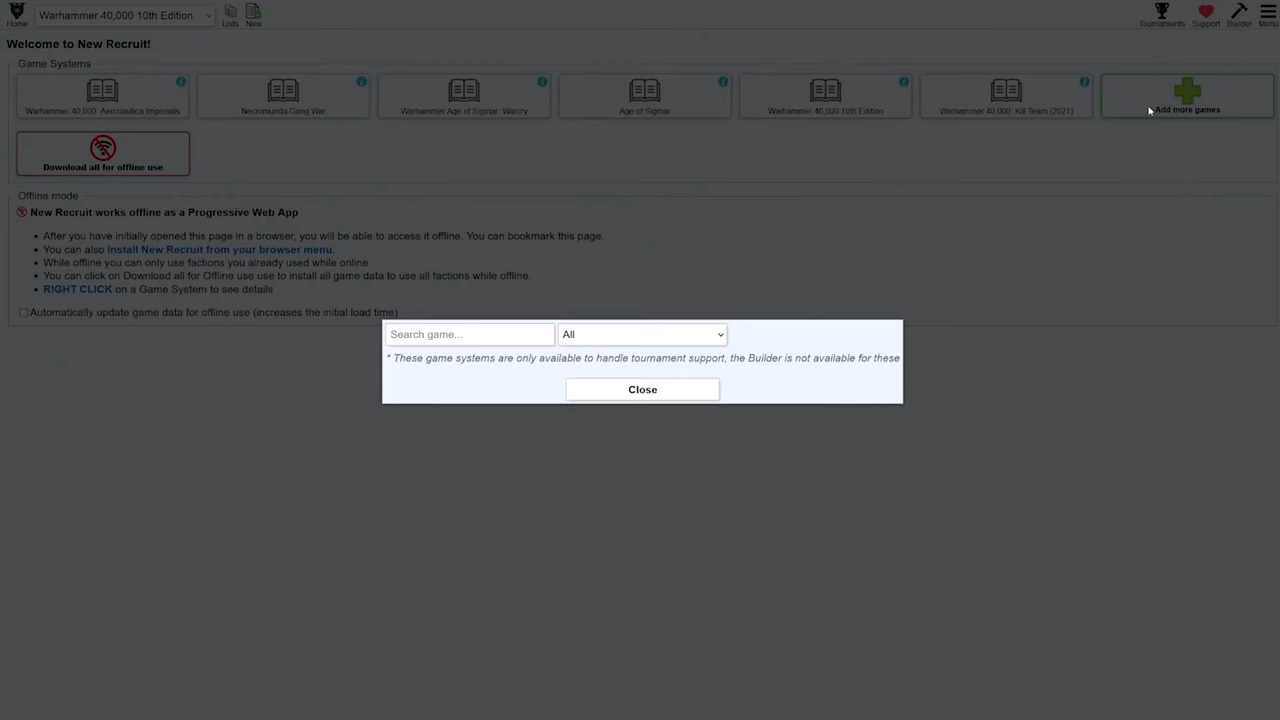 Warhammer 40,000 10th Edition
Home
Lists
New
Tournaments
Support
Builder
Menu
Welcome to New Recruit!
Game Systems
Warhammer 40,000: Aeronautica Imperialis
Necromunda Gang War
Warhammer Age of Sigmar: Warcry
Age of Sigmar
Warhammer 40,000 10th Edition
Warhammer 40,000: Kill Team (2021)
Add more games
Download all for offline use
Offline mode
New Recruit works offline as a Progressive Web App
After you have initially opened this page in a browser, you will be able to access it offline. You can bookmark this page.
You can also Install New Recruit from your browser menu.
While offline you can only use factions you already used while online
You can click on Download all for Offline use use to install all game data to use all factions while offline.
RIGHT CLICK on a Game System to see details
Automatically update game data for offline use (increases the initial load time)
Search game...
All
* These game systems are only available to handle tournament support, the Builder is not available for these
Close